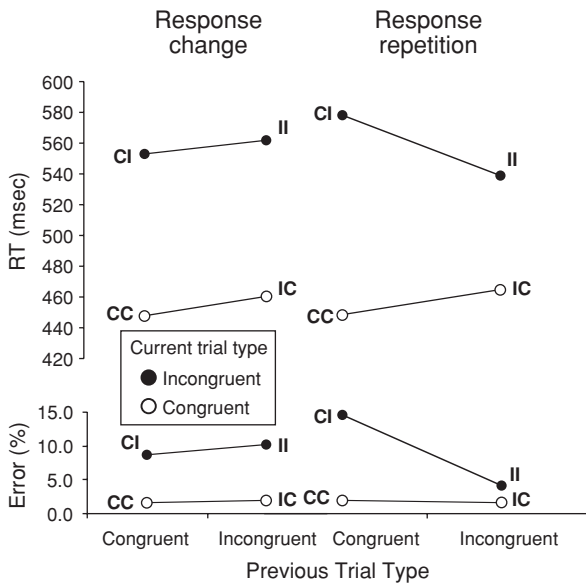 Response change
Response repetition
RT (msec)
600
580
560
540
520
500
480
460
440
420
CI
II
CC
IC
CI
II
CC
IC
Current trial type
Incongruent
Congruent
Error (%)
15.0
10.0
5.0
0.0
CI
II
CC
IC
CI
II
CC
IC
Congruent
Incongruent
Congruent
Incongruent
Previous Trial Type